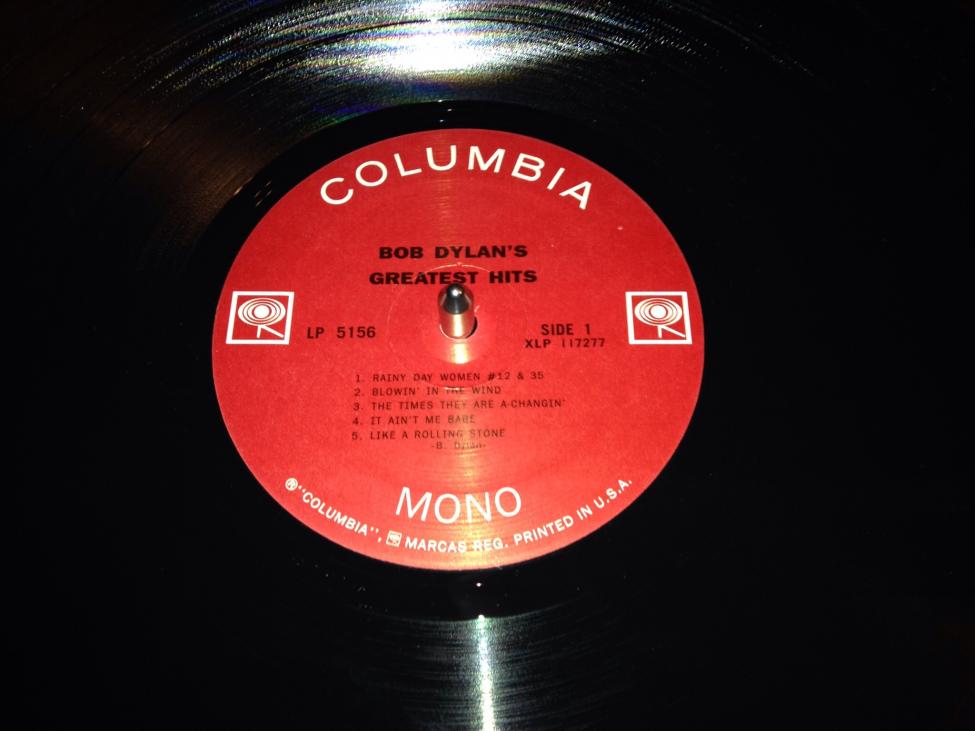 COLUMBIA
BOB DYLAN'S
GREATEST HITS
LP 5156
SIDE 1
XLP 117277
1. RAINY DAY WOMEN #12 & 35
2. BLOWIN' IN THE WIND
3. THE TIMES THEY ARE A-CHANGIN'
4. IT AIN'T ME BABE
5. LIKE A ROLLING STONE
-B. Dylan-
MONO
®"COLUMBIA", MARCAS REG. PRINTED IN U.S.A.